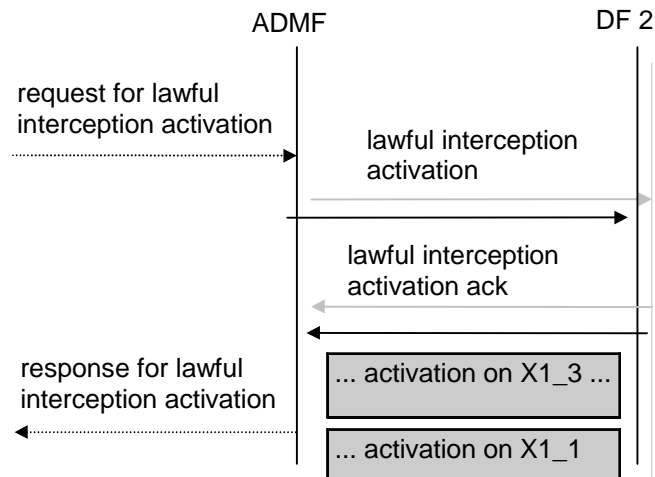 ADMF
DF 2
request for lawful
interception activation
lawful interception
activation
lawful interception
activation ack
response for lawful
interception activation
... activation on X1_3 ...
... activation on X1_1